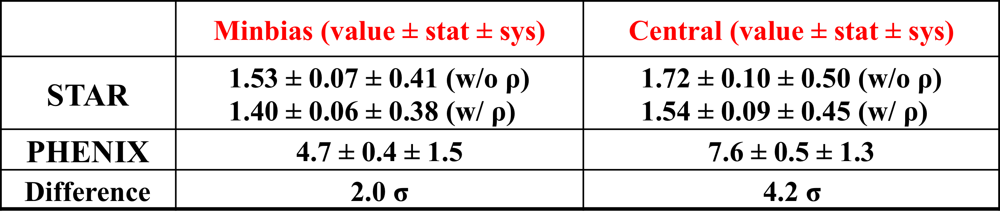 Minbias (value ± stat ± sys) Central (value ± stat ± sys)
STAR
1.53 ± 0.07 ± 0.41 (w/o ρ) 1.72 ± 0.10 ± 0.50 (w/o ρ)
1.40 ± 0.06 ± 0.38 (w/ ρ) 1.54 ± 0.09 ± 0.45 (w/ ρ)
PHENIX 4.7 ± 0.4 ± 1.5 7.6 ± 0.5 ± 1.3
Difference 2.0 σ 4.2 σ